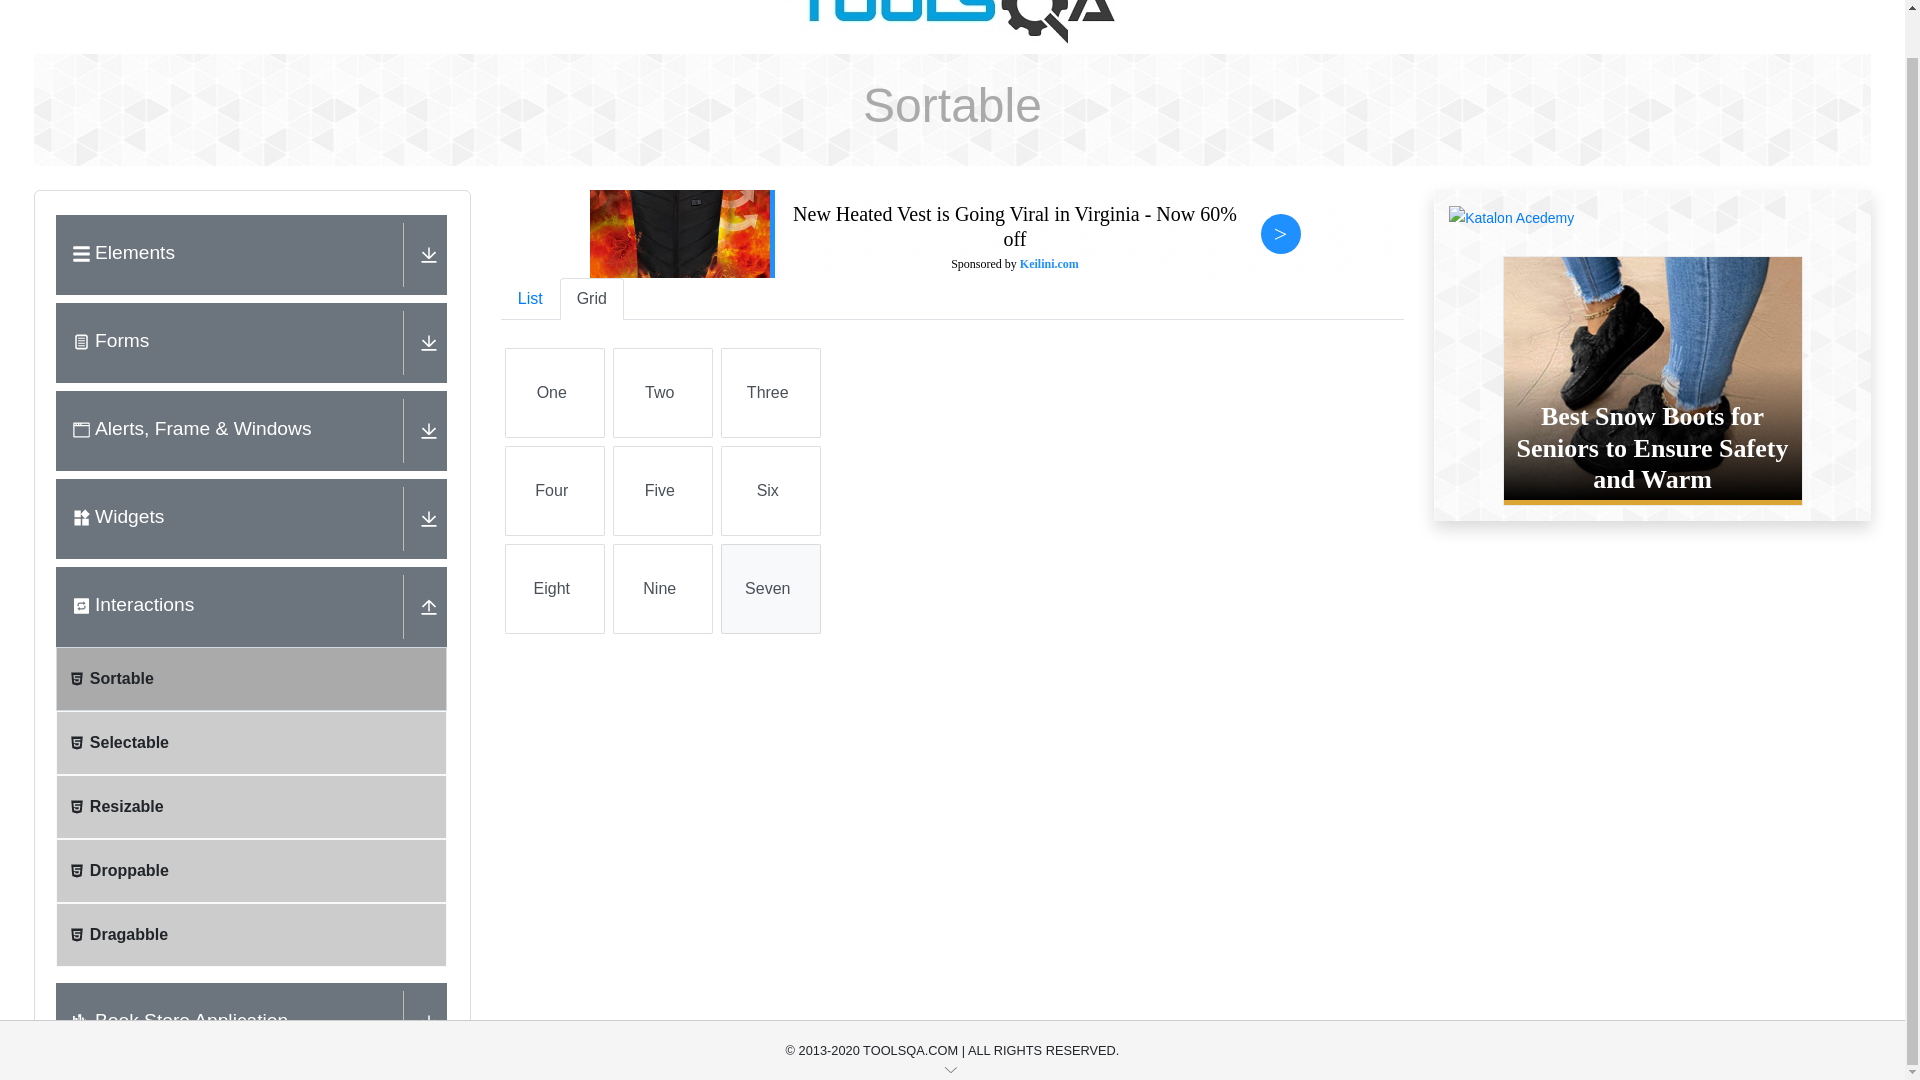 TOOLSQA
Sortable
Elements
Forms
Alerts, Frame & Windows
Widgets
Interactions
Sortable
Selectable
Resizable
Droppable
Dragabble
Book Store Application
New Heated Vest is Going Viral in Virginia - Now 60%
off
Sponsored by Keilini.com
>
List
Grid
One
Two
Three
Four
Five
Six
Eight
Nine
Seven
Katalon Acedemy
Best Snow Boots for
Seniors to Ensure Safety
and Warm
© 2013-2020 TOOLSQA.COM | ALL RIGHTS RESERVED.